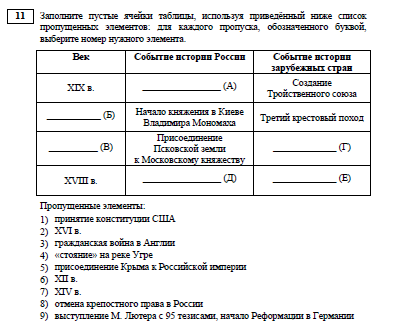 11 Заполните пустые ячейки таблицы, используя приведённый ниже список
пропущенных элементов: для каждого пропуска, обозначенного буквой,
выберите номер нужного элемента.
Век Событие истории России Событие истории
зарубежных стран
XIX в. ________________ (А) Создание
Тройственного союза
___________ (Б) Начало княжения в Киеве
Владимира Мономаха Третий крестовый поход
__________ (В) Присоединение
Псковской земли
к Московскому княжеству _____________ (Г)
XVIII в. ________________ (Д) _____________ (Е)
Пропущенные элементы:
1) принятие конституции США
2) XVI в.
3) гражданская война в Англии
4) «стояние» на реке Угре
5) присоединение Крыма к Российской империи
6) XII в.
7) XIV в.
8) отмена крепостного права в России
9) выступление М. Лютера с 95 тезисами, начало Реформации в Германии